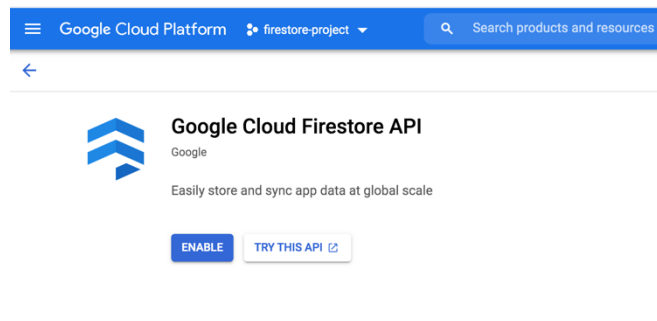 Google Cloud Platform firestore-project Search products and resources
Google Cloud Firestore API
Google
Easily store and sync app data at global scale
ENABLE TRY THIS API